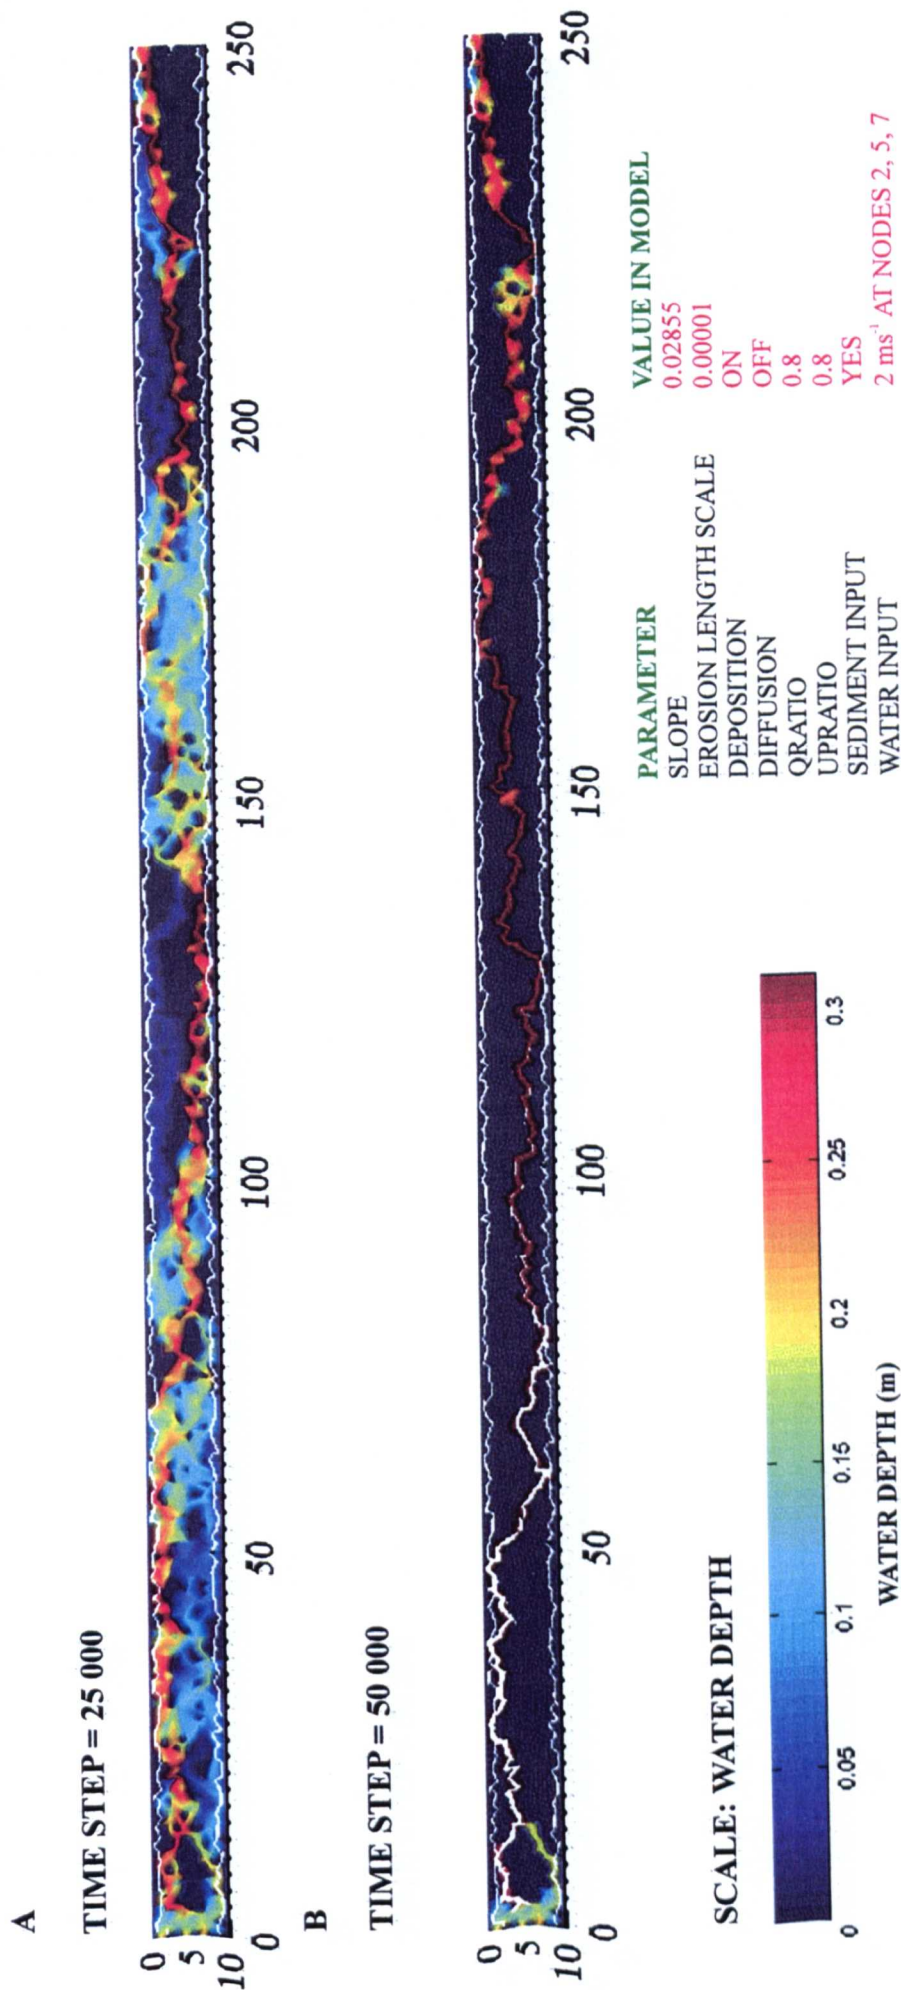 A
TIME STEP = 25 000
0
5
10
0 50 100 150 200 250
B
TIME STEP = 50 000
0
5
10
0 50 100 150 200 250
PARAMETER VALUE IN MODEL
SLOPE 0.02855
EROSION LENGTH SCALE 0.00001
DEPOSITION ON
DIFFUSION OFF
QRATIO 0.8
UPRATIO 0.8
SEDIMENT INPUT YES
WATER INPUT 2 ms⁻¹ AT NODES 2, 5, 7
SCALE: WATER DEPTH
0 0.05 0.1 0.15 0.2 0.25 0.3
WATER DEPTH (m)